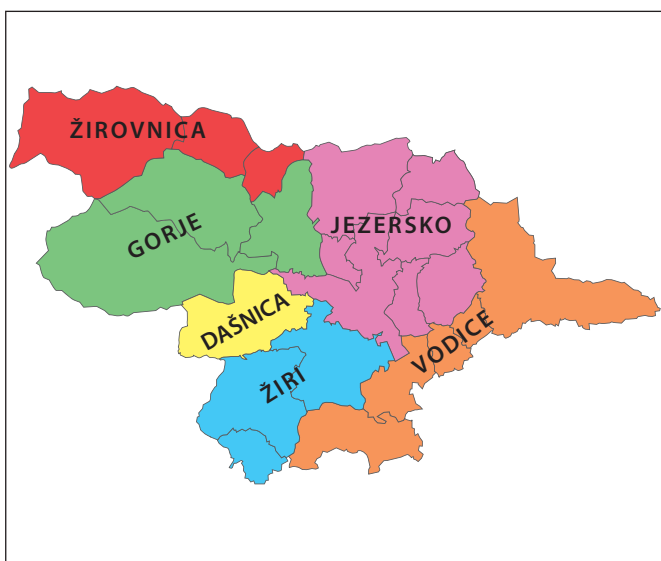 ŽIROVNICA
GORJE
JEZERSKO
DAŠNICA
VODICE
ŽIRI